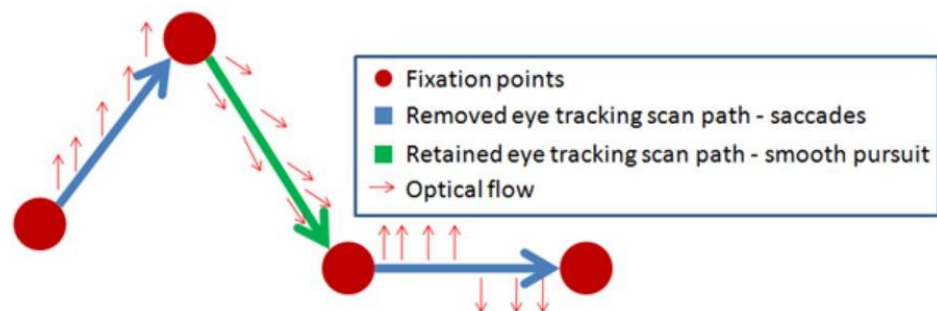 Fixation points
Removed eye tracking scan path - saccades
Retained eye tracking scan path - smooth pursuit
Optical flow